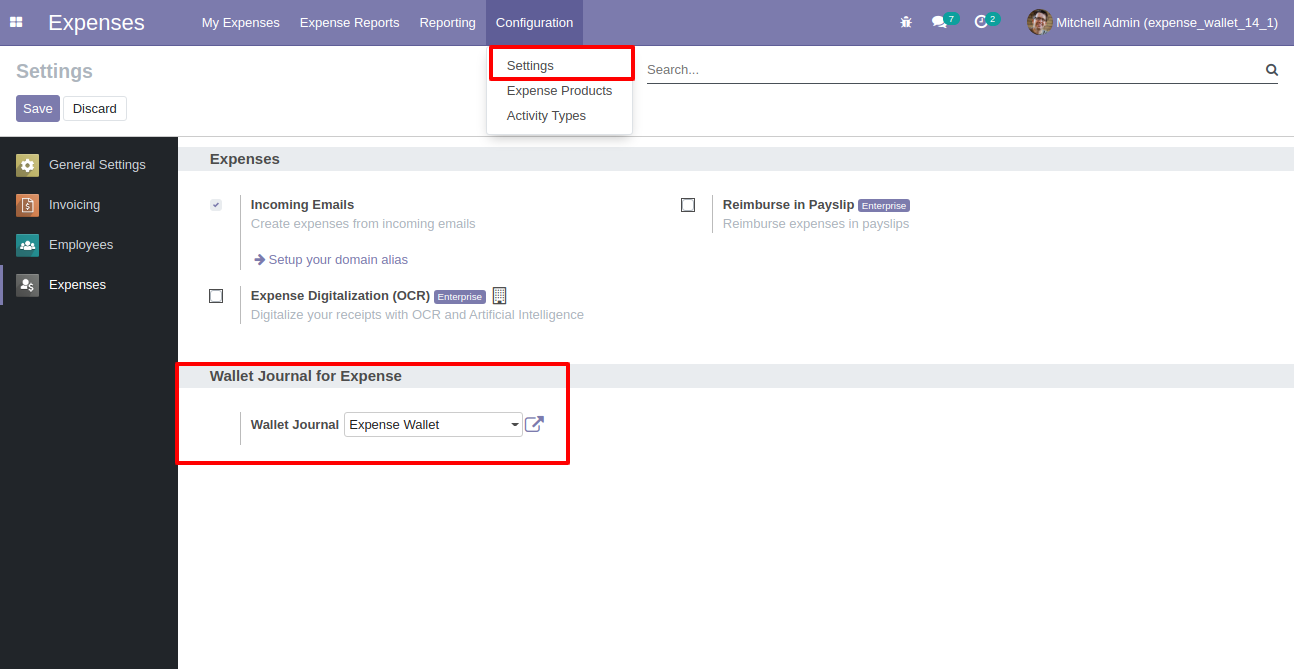 Expenses My Expenses Expense Reports Reporting Configuration 7 2 Mitchell Admin (expense_wallet_14_1)
Settings
Save Discard
Settings
Expense Products
Activity Types
Search...
General Settings
Invoicing
Employees
Expenses
Expenses
Incoming Emails
Create expenses from incoming emails
Setup your domain alias
Reimburse in Payslip Enterprise
Reimburse expenses in payslips
Expense Digitalization (OCR) Enterprise
Digitalize your receipts with OCR and Artificial Intelligence
Wallet Journal for Expense
Wallet Journal Expense Wallet